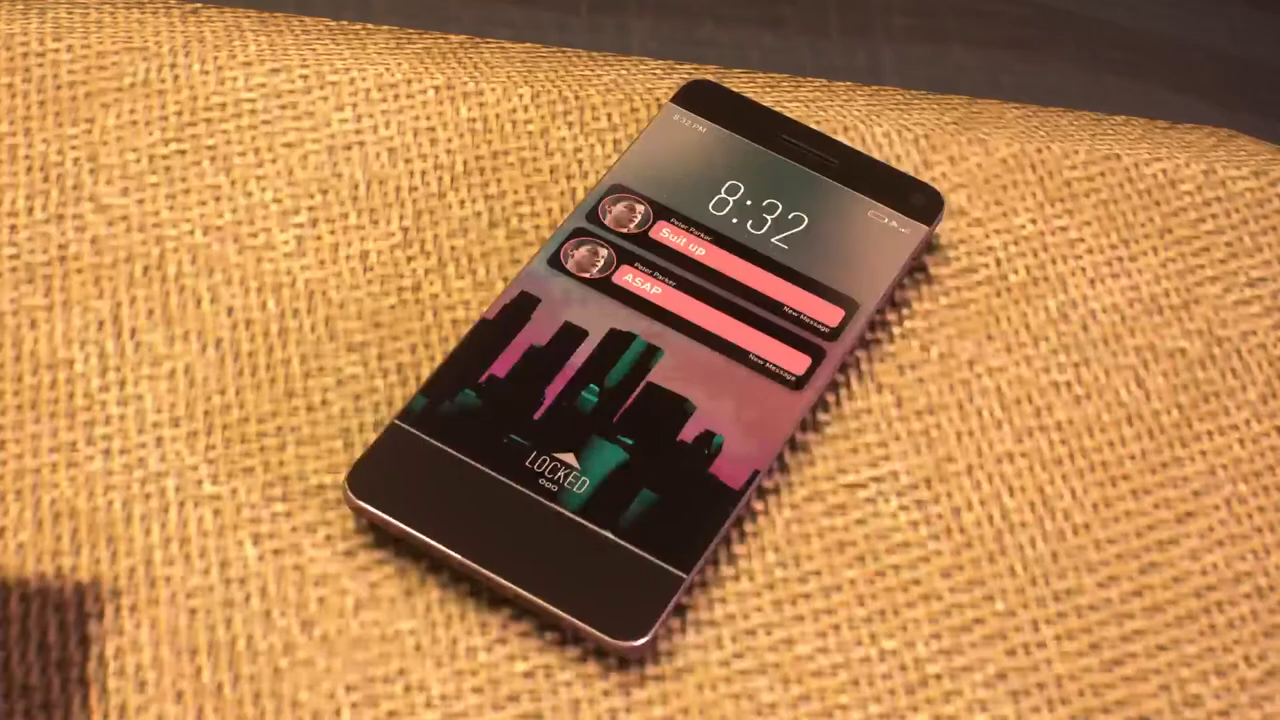 8:32 PM
8:32
Peter Parker
Suit up
New Message
Peter Parker
ASAP
New Message
LOCKED